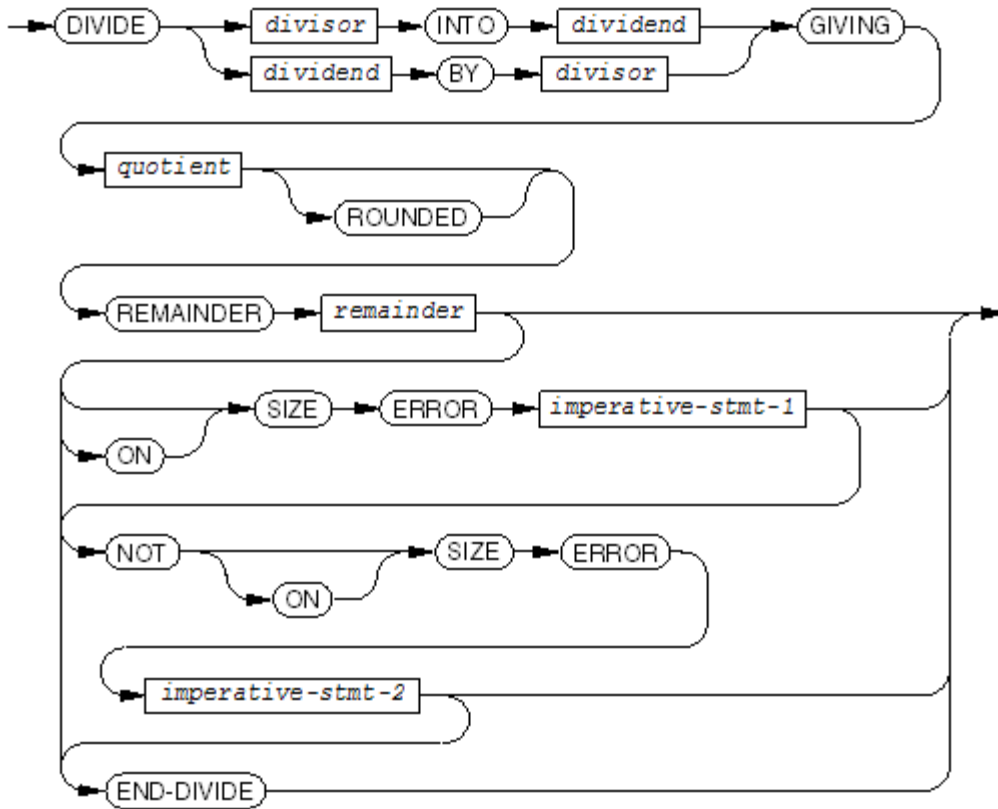 DIVIDE divisor INTO dividend GIVING
dividend BY divisor
quotient
ROUNDED
REMAINDER remainder
SIZE ERROR imperative-stmt-1
ON
NOT SIZE ERROR
ON
imperative-stmt-2
END-DIVIDE